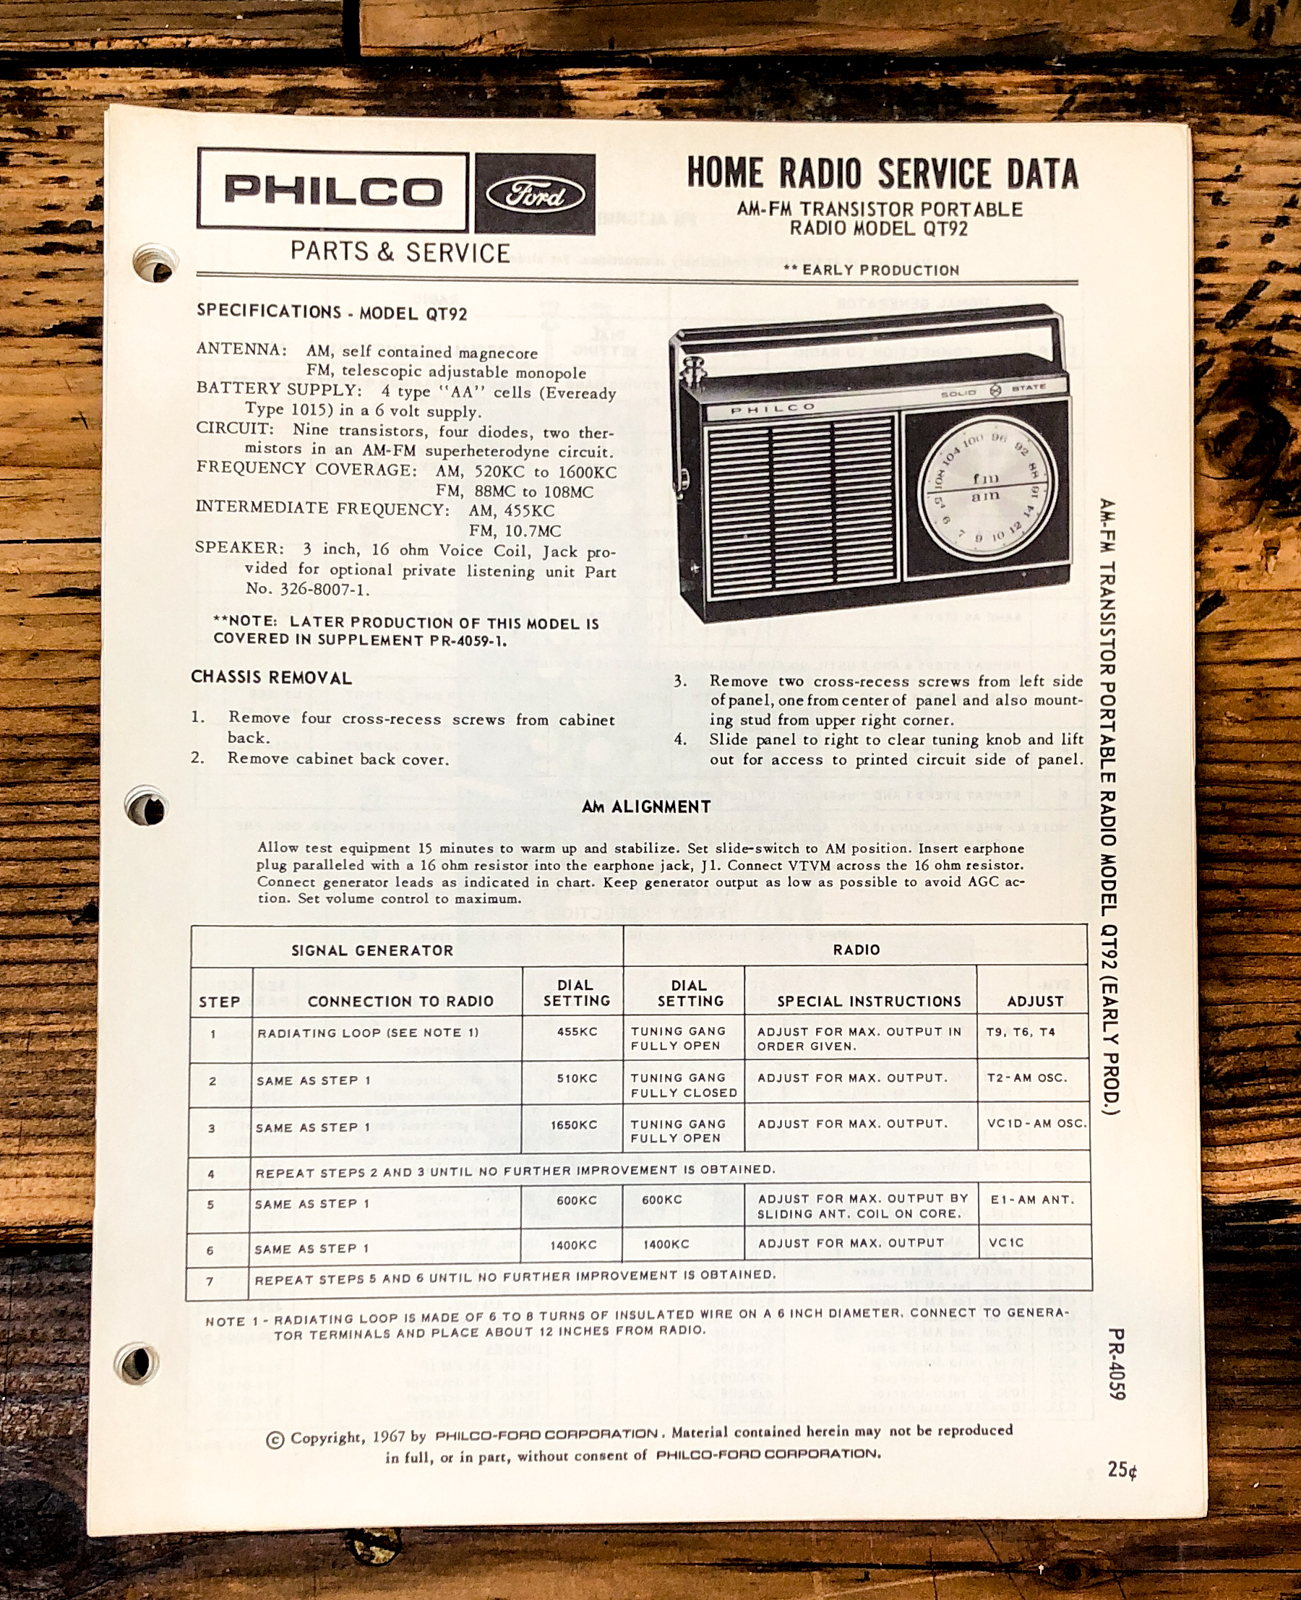 PHILCO
Ford
PARTS & SERVICE
HOME RADIO SERVICE DATA
AM-FM TRANSISTOR PORTABLE
RADIO MODEL QT92
** EARLY PRODUCTION
SPECIFICATIONS - MODEL QT92
ANTENNA: AM, self contained magnecore
FM, telescopic adjustable monopole
BATTERY SUPPLY: 4 type "AA" cells (Eveready
Type 1015) in a 6 volt supply.
CIRCUIT: Nine transistors, four diodes, two ther-
mistors in an AM-FM superheterodyne circuit.
FREQUENCY COVERAGE: AM, 520KC to 1600KC
FM, 88MC to 108MC
INTERMEDIATE FREQUENCY: AM, 455KC
FM, 10.7MC
SPEAKER: 3 inch, 16 ohm Voice Coil, Jack pro-
vided for optional private listening unit Part
No. 326-8007-1.
**NOTE: LATER PRODUCTION OF THIS MODEL IS
COVERED IN SUPPLEMENT PR-4059-1.
PHILCO
SOLID STATE
108 104 100 96 92 88
fm
am
5 6 7 9 10 12 14 16
CHASSIS REMOVAL
1. Remove four cross-recess screws from cabinet
back.
2. Remove cabinet back cover.
3. Remove two cross-recess screws from left side
of panel, one from center of panel and also mount-
ing stud from upper right corner.
4. Slide panel to right to clear tuning knob and lift
out for access to printed circuit side of panel.
AM ALIGNMENT
Allow test equipment 15 minutes to warm up and stabilize. Set slide-switch to AM position. Insert earphone
plug paralleled with a 16 ohm resistor into the earphone jack, J1. Connect VTVM across the 16 ohm resistor.
Connect generator leads as indicated in chart. Keep generator output as low as possible to avoid AGC ac-
tion. Set volume control to maximum.
SIGNAL GENERATOR RADIO
STEP CONNECTION TO RADIO DIAL SETTING DIAL SETTING SPECIAL INSTRUCTIONS ADJUST
1 RADIATING LOOP (SEE NOTE 1) 455KC TUNING GANG FULLY OPEN ADJUST FOR MAX. OUTPUT IN ORDER GIVEN. T9, T6, T4
2 SAME AS STEP 1 510KC TUNING GANG FULLY CLOSED ADJUST FOR MAX. OUTPUT. T2-AM OSC.
3 SAME AS STEP 1 1650KC TUNING GANG FULLY OPEN ADJUST FOR MAX. OUTPUT. VC1D-AM OSC.
4 REPEAT STEPS 2 AND 3 UNTIL NO FURTHER IMPROVEMENT IS OBTAINED.
5 SAME AS STEP 1 600KC 600KC ADJUST FOR MAX. OUTPUT BY SLIDING ANT. COIL ON CORE. E1-AM ANT.
6 SAME AS STEP 1 1400KC 1400KC ADJUST FOR MAX. OUTPUT VC1C
7 REPEAT STEPS 5 AND 6 UNTIL NO FURTHER IMPROVEMENT IS OBTAINED.
NOTE 1 - RADIATING LOOP IS MADE OF 6 TO 8 TURNS OF INSULATED WIRE ON A 6 INCH DIAMETER. CONNECT TO GENERA-
TOR TERMINALS AND PLACE ABOUT 12 INCHES FROM RADIO.
© Copyright, 1967 by PHILCO-FORD CORPORATION. Material contained herein may not be reproduced
in full, or in part, without consent of PHILCO-FORD CORPORATION.
AM-FM TRANSISTOR PORTABLE RADIO MODEL QT92 (EARLY PROD.)
PR-4059
25¢